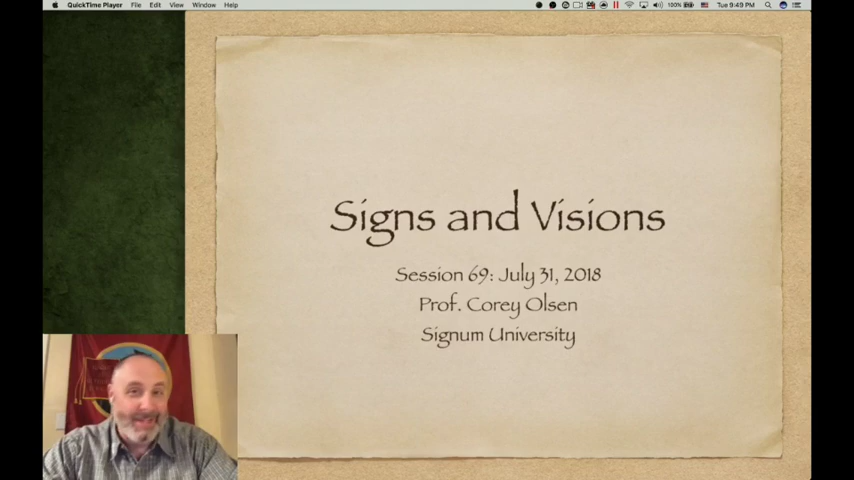 QuickTime Player File Edit View Window Help 100% Tue 9:49 PM
Signs and Visions
Session 69: July 31, 2018
Prof. Corey Olsen
Signum University